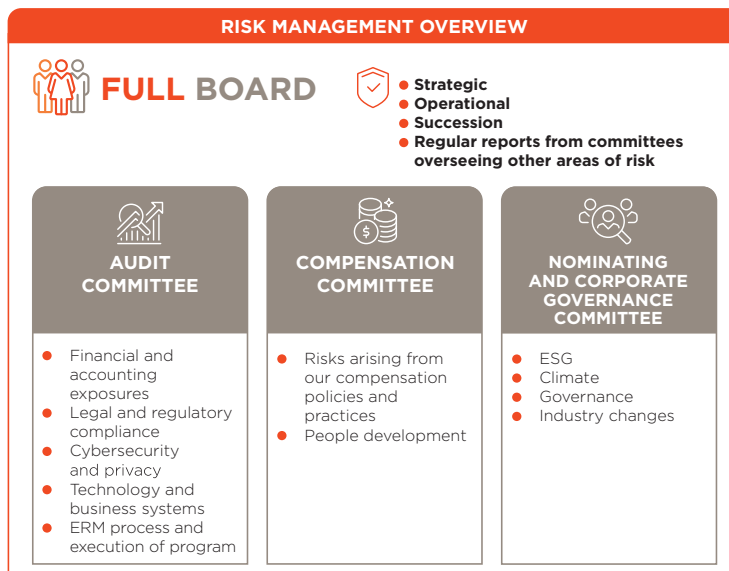 RISK MANAGEMENT OVERVIEW
FULL BOARD
• Strategic
• Operational
• Succession
• Regular reports from committees
overseeing other areas of risk
AUDIT
COMMITTEE
• Financial and
accounting
exposures
• Legal and regulatory
compliance
• Cybersecurity
and privacy
• Technology and
business systems
• ERM process and
execution of program
$
COMPENSATION
COMMITTEE
• Risks arising from
our compensation
policies and
practices
• People development
NOMINATING
AND CORPORATE
GOVERNANCE
COMMITTEE
• ESG
• Climate
• Governance
• Industry changes